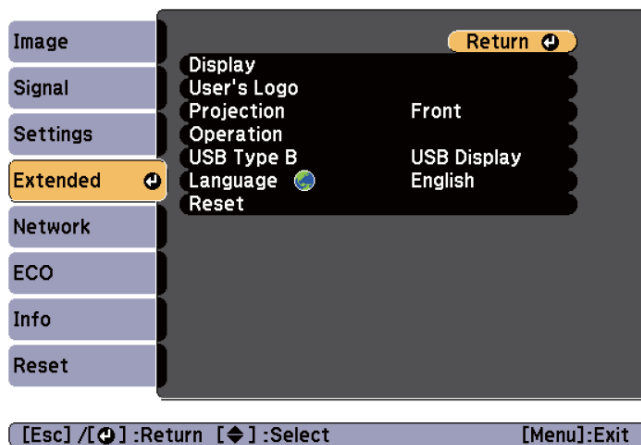 Image
Signal
Settings
Extended
Network
ECO
Info
Reset
Return
Display
User's Logo
Projection Front
Operation
USB Type B USB Display
Language English
Reset
[Esc] /[ ] :Return [ ] :Select [Menu]:Exit